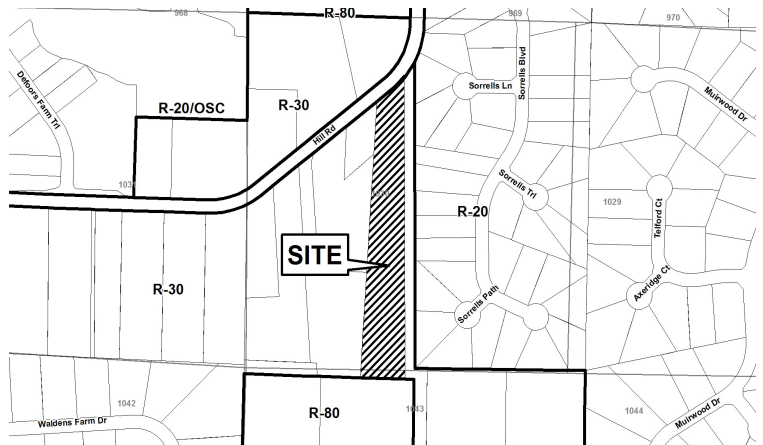 R-80
968
969
970
Defoors Farm Trl
R-20/OSC
R-30
Hill Rd
Sorrells Ln
Sorrells Blvd
Muirwood Dr
Sorrells Trl
R-20
1029
Telford Ct
SITE
R-30
Axeridge Ct
Sorrells Path
1042
R-80
1043
1044
Waldens Farm Dr
Muirwood Dr